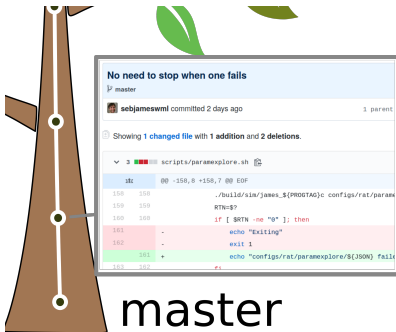 No need to stop when one fails
master
sebjameswml committed 2 days ago 1 parent
Showing 1 changed file with 1 addition and 2 deletions.
3 scripts/paramexplore.sh
@@ -158,8 +158,7 @@ EOF
158 158 ./build/sim/james_${PROGTAG}c configs/rat/parame
159 159 RTN=$?
160 160 if [ $RTN -ne "0" ]; then
161 - echo "Exiting"
162 - exit 1
161 + echo "configs/rat/paramexplore/${JSON} faile
163 162 fi
master